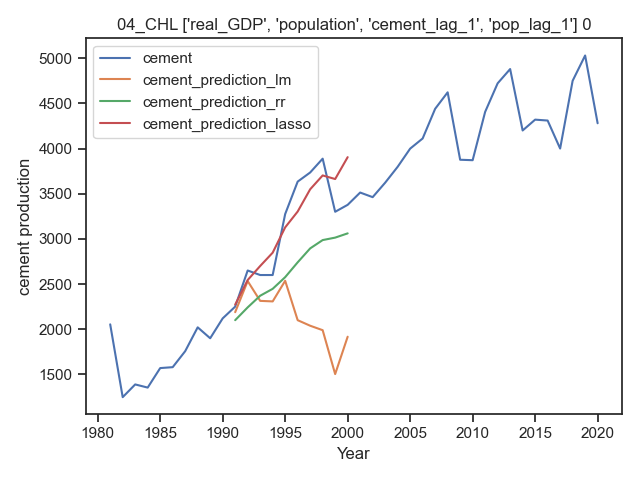 04_CHL ['real_GDP', 'population', 'cement_lag_1', 'pop_lag_1'] 0
cement
cement_prediction_lm
cement_prediction_rr
cement_prediction_lasso
cement production
5000
4500
4000
3500
3000
2500
2000
1500
1980 1985 1990 1995 2000 2005 2010 2015 2020
Year